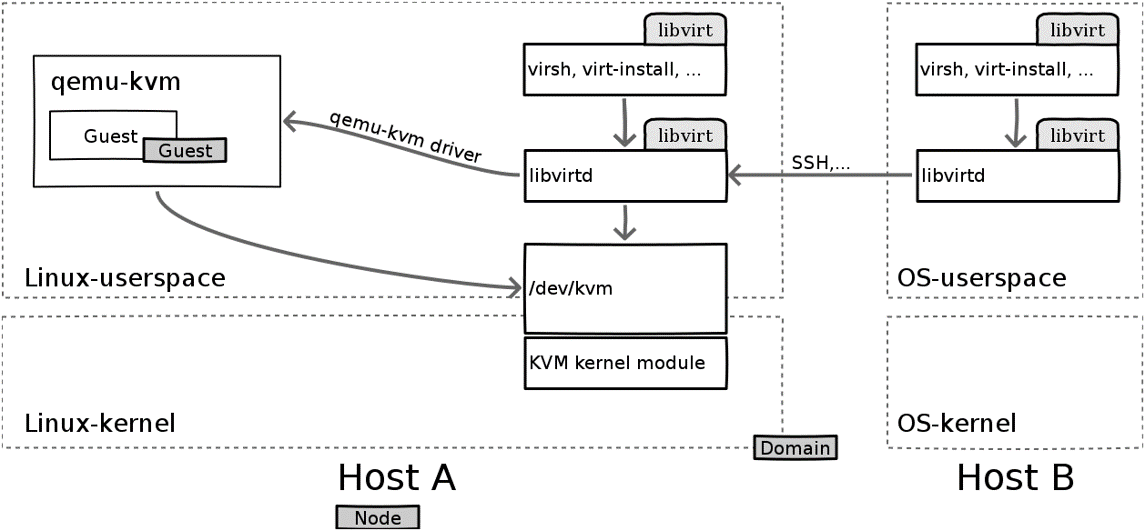 libvirt
virsh, virt-install, ...
qemu-kvm
Guest
Guest
qemu-kvm driver
libvirt
libvirtd
/dev/kvm
KVM kernel module
Linux-userspace
Linux-kernel
Domain
Host A
Node
SSH,...
libvirt
virsh, virt-install, ...
libvirt
libvirtd
OS-userspace
OS-kernel
Host B